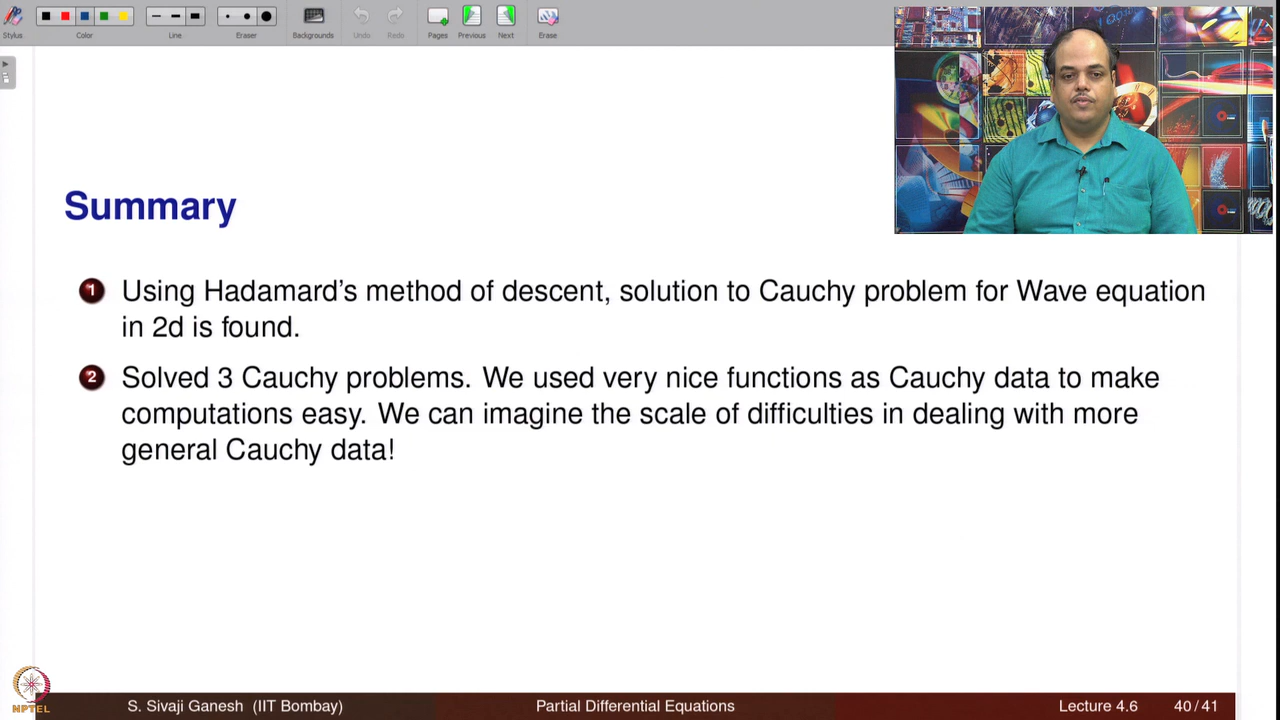 Stylus
Color
Line
Eraser
Backgrounds
Undo
Redo
Pages
Previous
Next
Erase
Summary
1 Using Hadamard's method of descent, solution to Cauchy problem for Wave equation
in 2d is found.
2 Solved 3 Cauchy problems. We used very nice functions as Cauchy data to make
computations easy. We can imagine the scale of difficulties in dealing with more
general Cauchy data!
NPTEL
S. Sivaji Ganesh (IIT Bombay) Partial Differential Equations Lecture 4.6 40/41